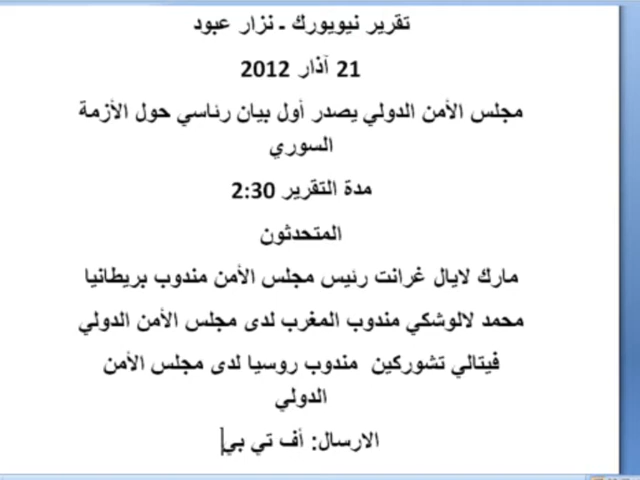 تقرير نيويورك ـ نزار عبود
21 آذار 2012
مجلس الأمن الدولي يصدر أول بيان رئاسي حول الأزمة
السوري
مدة التقرير 2:30
المتحدثون
مارك لايال غرانت رئيس مجلس الأمن مندوب بريطانيا
محمد لالوشكي مندوب المغرب لدى مجلس الأمن الدولي
فيتالي تشوركين مندوب روسيا لدى مجلس الأمن
الدولي
الارسال: أف تي بي